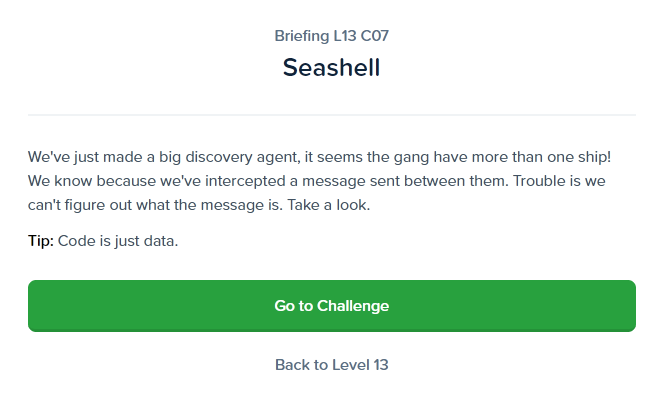 Briefing L13 C07
Seashell
We've just made a big discovery agent, it seems the gang have more than one ship!
We know because we've intercepted a message sent between them. Trouble is we
can't figure out what the message is. Take a look.
Tip: Code is just data.
Go to Challenge
Back to Level 13